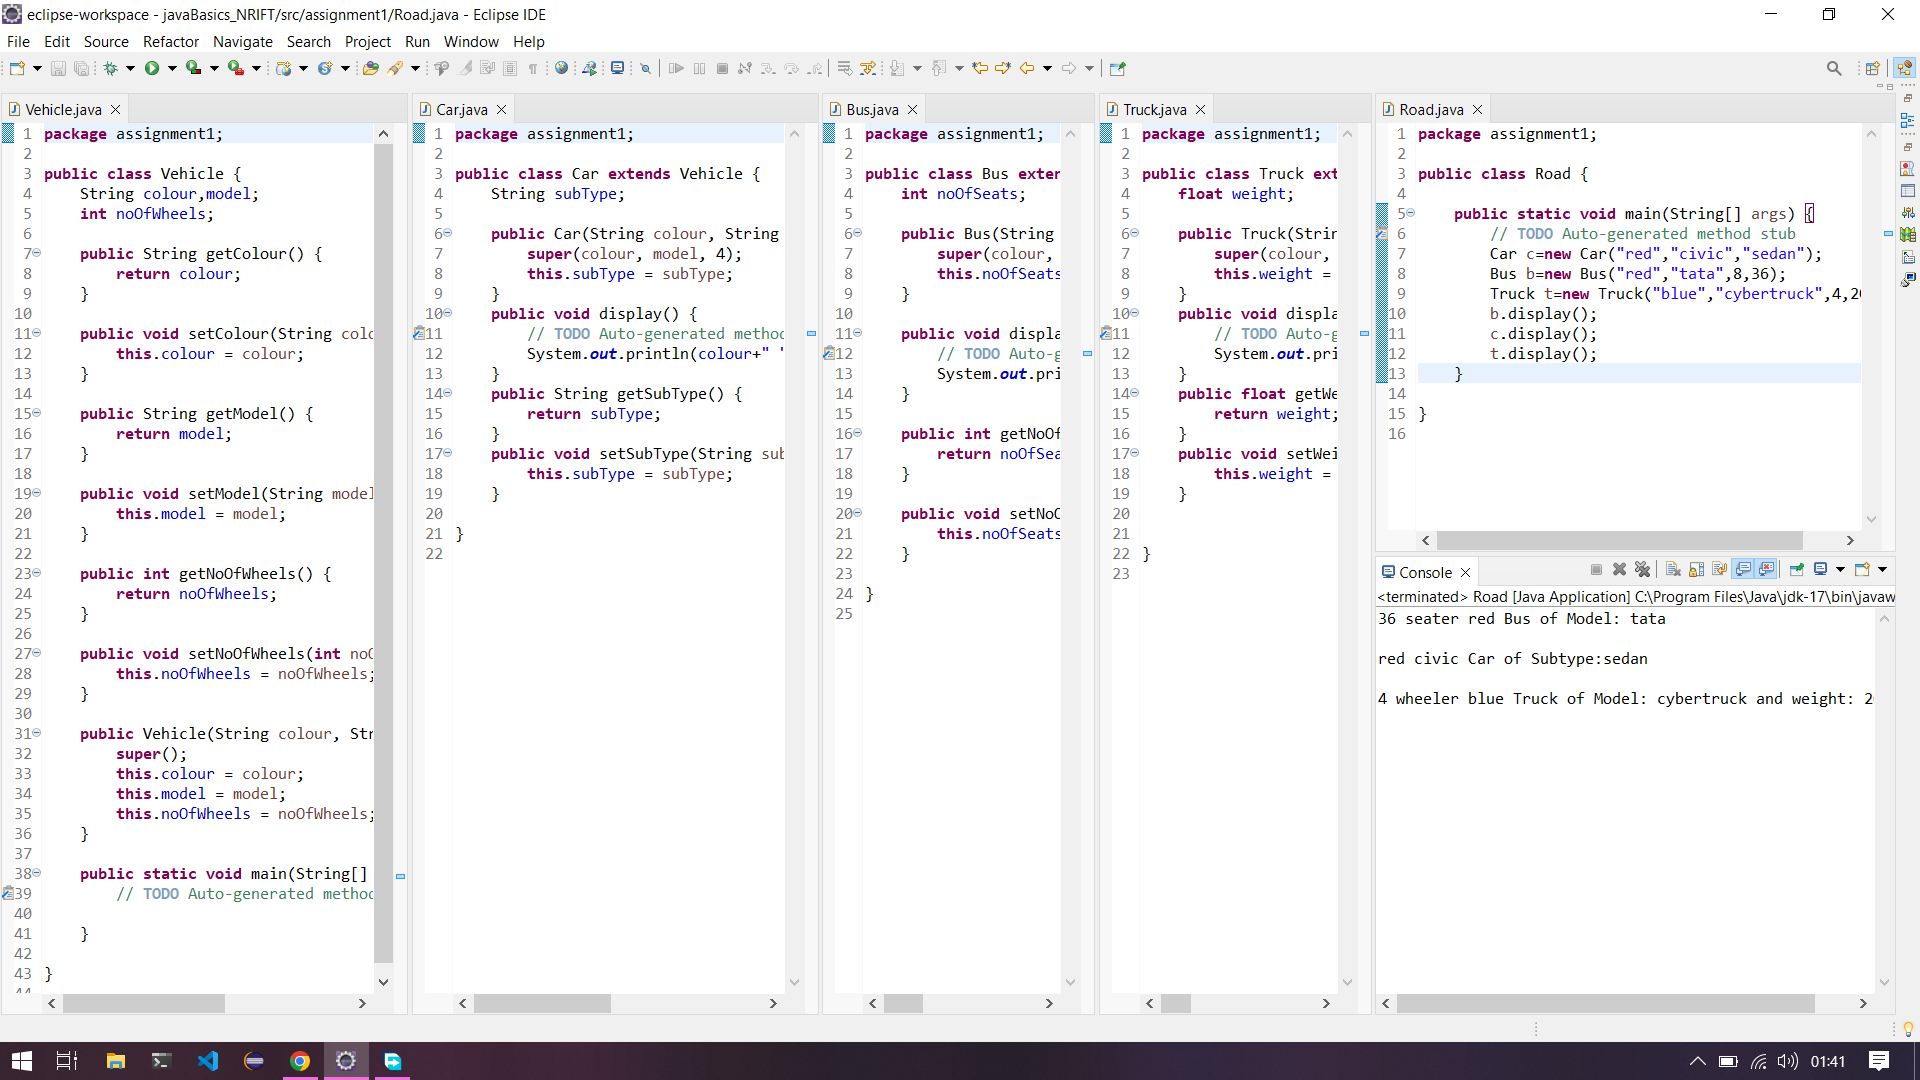 eclipse-workspace - javaBasics_NRIFT/src/assignment1/Road.java - Eclipse IDE
File Edit Source Refactor Navigate Search Project Run Window Help
Vehicle.java
1 package assignment1;
2
3 public class Vehicle {
4 String colour,model;
5 int noOfWheels;
6
7 public String getColour() {
8 return colour;
9 }
10
11 public void setColour(String colo
12 this.colour = colour;
13 }
14
15 public String getModel() {
16 return model;
17 }
18
19 public void setModel(String model
20 this.model = model;
21 }
22
23 public int getNoOfWheels() {
24 return noOfWheels;
25 }
26
27 public void setNoOfWheels(int noO
28 this.noOfWheels = noOfWheels;
29 }
30
31 public Vehicle(String colour, Str
32 super();
33 this.colour = colour;
34 this.model = model;
35 this.noOfWheels = noOfWheels;
36 }
37
38 public static void main(String[]
39 // TODO Auto-generated method
40
41 }
42
43 }
44
Car.java
1 package assignment1;
2
3 public class Car extends Vehicle {
4 String subType;
5
6 public Car(String colour, String
7 super(colour, model, 4);
8 this.subType = subType;
9 }
10 public void display() {
11 // TODO Auto-generated method
12 System.out.println(colour+" "
13 }
14 public String getSubType() {
15 return subType;
16 }
17 public void setSubType(String sub
18 this.subType = subType;
19 }
20
21 }
22
Bus.java
1 package assignment1;
2
3 public class Bus exten
4 int noOfSeats;
5
6 public Bus(String
7 super(colour,
8 this.noOfSeats
9 }
10
11 public void displa
12 // TODO Auto-g
13 System.out.pri
14 }
15
16 public int getNoOf
17 return noOfSea
18 }
19
20 public void setNoO
21 this.noOfSeats
22 }
23
24 }
25
Truck.java
1 package assignment1;
2
3 public class Truck ext
4 float weight;
5
6 public Truck(Strin
7 super(colour,
8 this.weight =
9 }
10 public void displa
11 // TODO Auto-g
12 System.out.pri
13 }
14 public float getWe
15 return weight;
16 }
17 public void setWei
18 this.weight =
19 }
20
21
22 }
23
Road.java
1 package assignment1;
2
3 public class Road {
4
5 public static void main(String[] args) {
6 // TODO Auto-generated method stub
7 Car c=new Car("red","civic","sedan");
8 Bus b=new Bus("red","tata",8,36);
9 Truck t=new Truck("blue","cybertruck",4,20
10 b.display();
11 c.display();
12 t.display();
13 }
14
15 }
16
Console
<terminated> Road [Java Application] C:\Program Files\Java\jdk-17\bin\javaw
36 seater red Bus of Model: tata
red civic Car of Subtype:sedan
4 wheeler blue Truck of Model: cybertruck and weight: 2
01:41